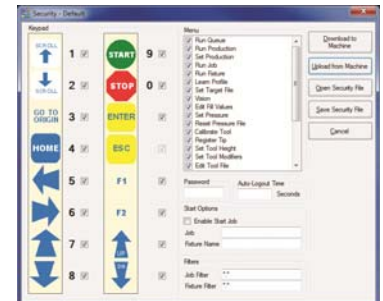 Security - Default
Keypad
SCROLL
SCROLL
GO TO
ORIGIN
HOME
1
2
3
4
5
6
7
8
START
STOP
ENTER
ESC
F1
F2
UP
DN
9
0
Menu
Run Queue
Run Production
Set Production
Run Job
Run Fixture
Learn Profile
Set Target File
Vision
Edit Fill Values
Set Pressure
Reset Pressure File
Calibrate Tool
Register Tip
Set Tool Height
Set Tool Modifiers
Edit Tool File
Password
Auto-Logout Time
Seconds
Start Options
Enable Start Job
Job
Fixture Name
Filters
Job Filter *.*
Fixture Filter *.*
Download to
Machine
Upload from Machine
Open Security File
Save Security File
Cancel